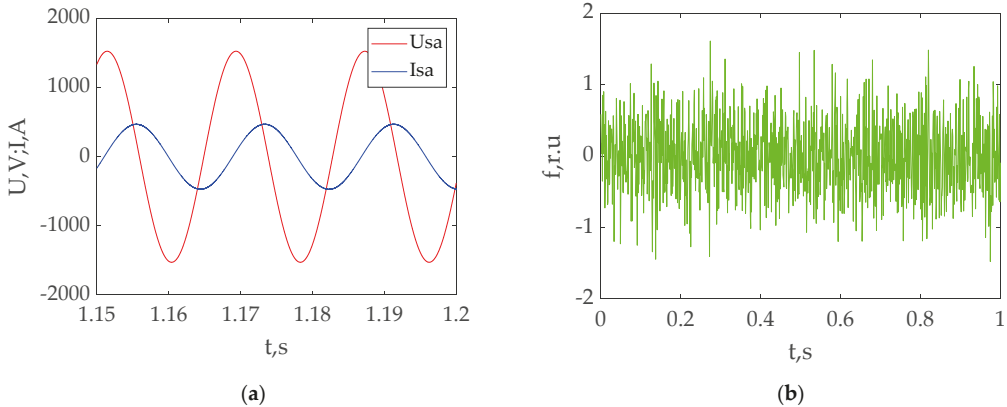 2000
1000
0
-1000
-2000
U,V;I,A
Usa
Isa
1.15 1.16 1.17 1.18 1.19 1.2
t,s
(a)
2
1
0
-1
-2
f,r.u
0 0.2 0.4 0.6 0.8 1
t,s
(b)